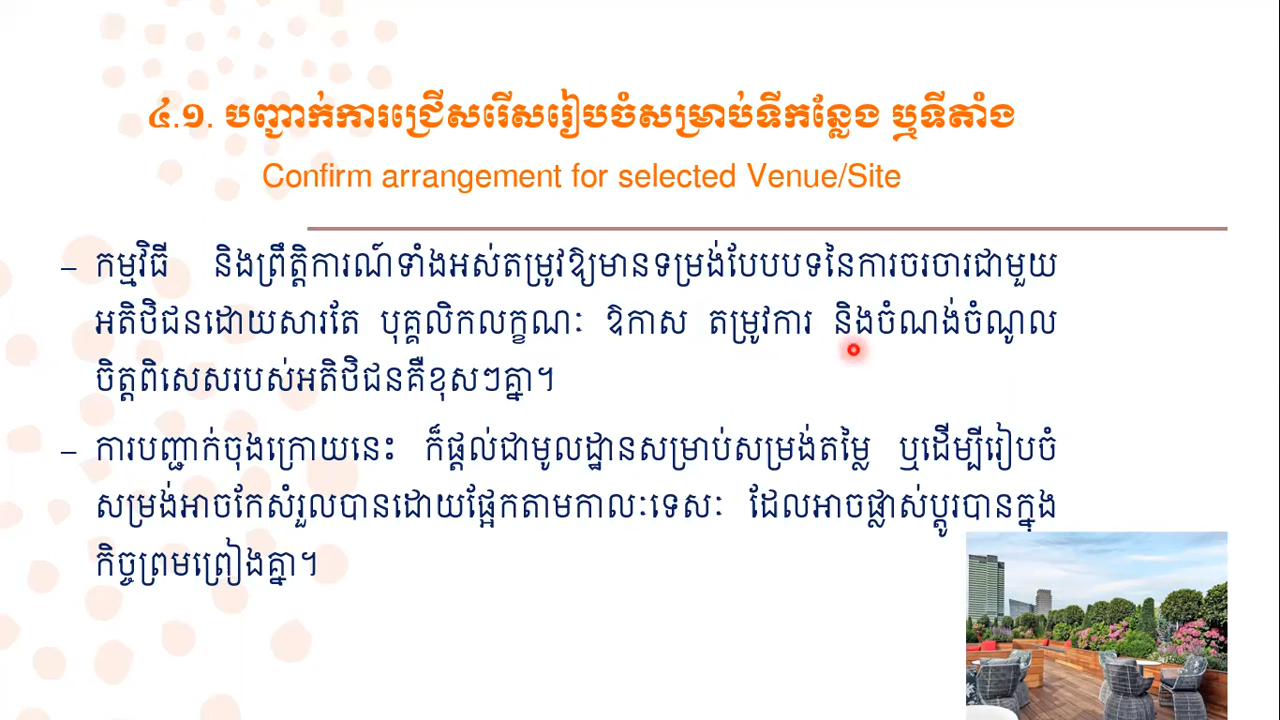 ៤.១. បញ្ជាក់ការជ្រើសរើសរៀបចំសម្រាប់ទីកន្លែង ឬទីតាំង
Confirm arrangement for selected Venue/Site
– កម្មវិធី និងព្រឹត្តិការណ៍ទាំងអស់តម្រូវឱ្យមានទម្រង់បែបបទនៃការចរចារជាមួយ
អតិថិជនដោយសារតែ បុគ្គលិកលក្ខណៈ ឱកាស តម្រូវការ និងចំណង់ចំណូល
ចិត្តពិសេសរបស់អតិថិជនគឺខុសៗគ្នា។
– ការបញ្ជាក់ចុងក្រោយនេះ ក៏ផ្តល់ជាមូលដ្ឋានសម្រាប់សម្រង់តម្លៃ ឬដើម្បីរៀបចំ
សម្រង់អាចកែសំរួលបានដោយផ្អែកតាមកាលៈទេសៈ ដែលអាចផ្លាស់ប្តូរបានក្នុង
កិច្ចព្រមព្រៀងគ្នា។